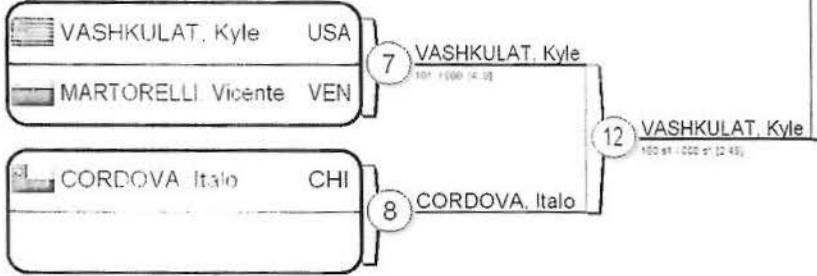 VASHKULAT, Kyle USA
MARTORELLI, Vicente VEN
7
VASHKULAT, Kyle
CORDOVA, Italo CHI
8
CORDOVA, Italo
12
VASHKULAT, Kyle